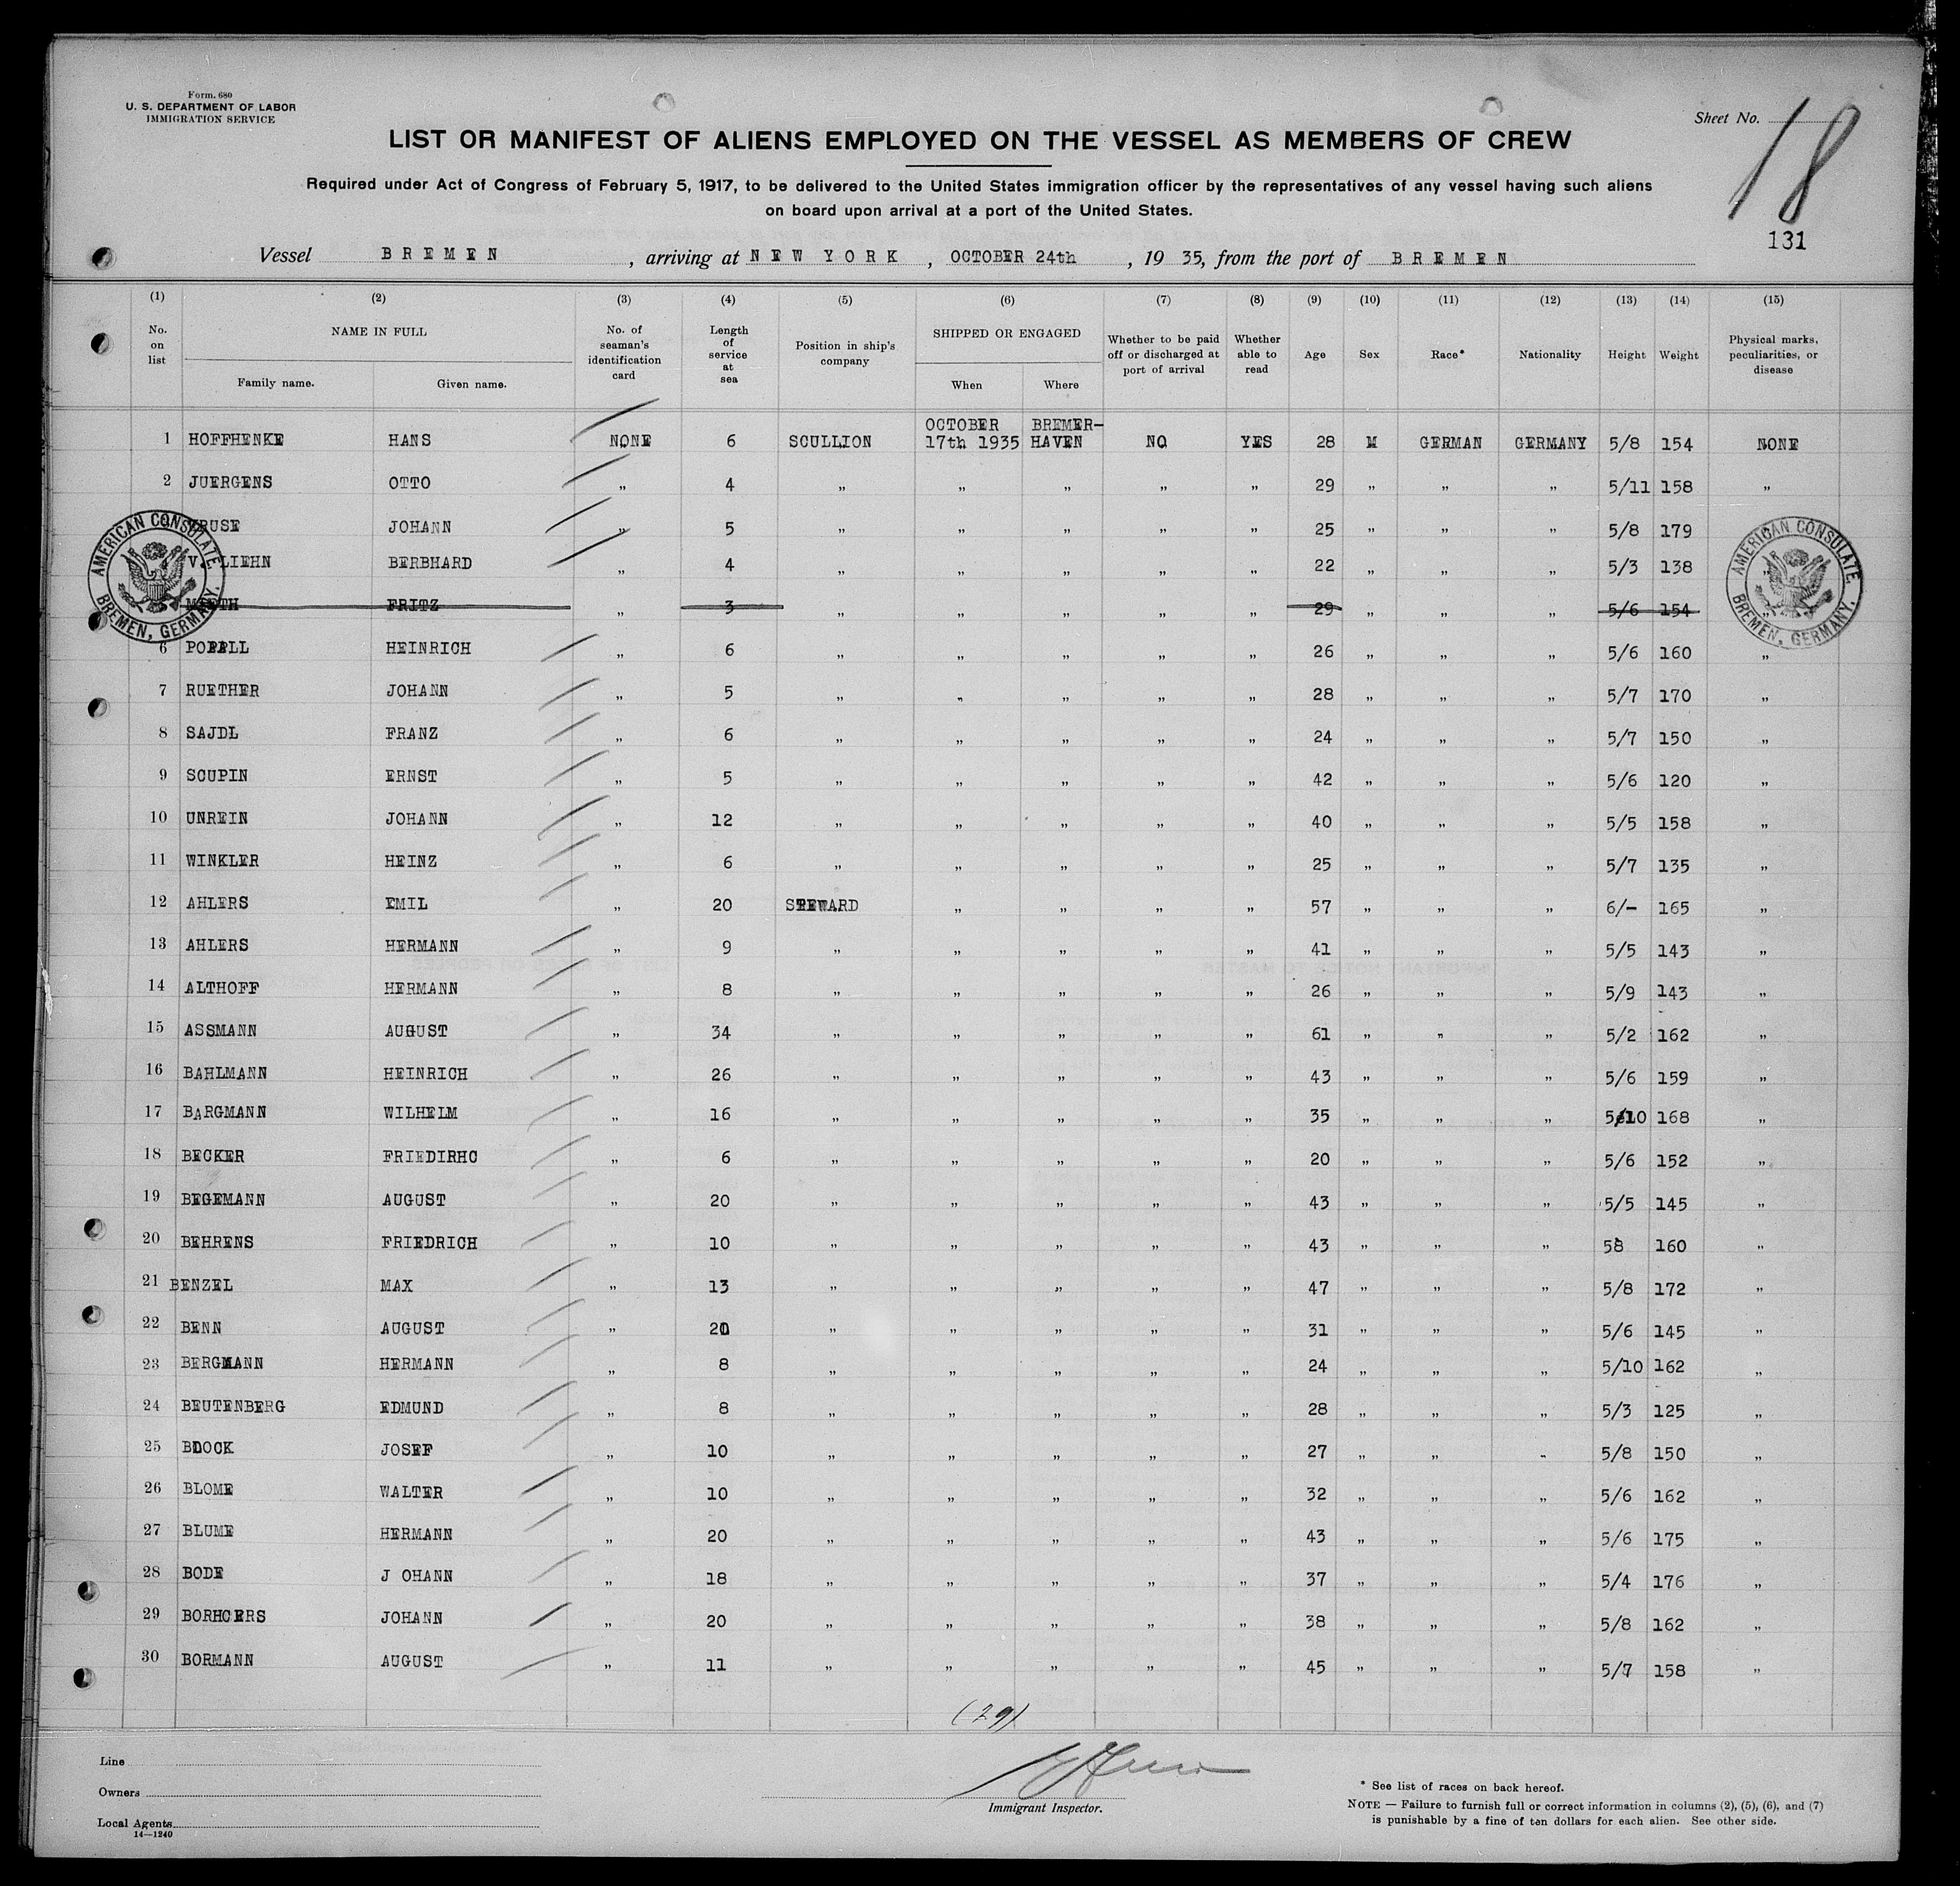 Form. 680
U. S. DEPARTMENT OF LABOR
IMMIGRATION SERVICE
Sheet No. 18
LIST OR MANIFEST OF ALIENS EMPLOYED ON THE VESSEL AS MEMBERS OF CREW
Required under Act of Congress of February 5, 1917, to be delivered to the United States immigration officer by the representatives of any vessel having such aliens
on board upon arrival at a port of the United States.
131
Vessel BREMEN, arriving at NEW YORK, OCTOBER 24th, 1935, from the port of BREMEN
(1) (2) (3) (4) (5) (6) (7) (8) (9) (10) (11) (12) (13) (14) (15)
No. on list NAME IN FULL Family name. Given name. No. of seaman's identification card Length of service at sea Position in ship's company SHIPPED OR ENGAGED When Where Whether to be paid off or discharged at port of arrival Whether able to read Age Sex Race* Nationality Height Weight Physical marks, peculiarities, or disease
1 HOFFHENKE HANS NONE 6 SCULLION OCTOBER 17th 1935 BREMER-HAVEN NO YES 28 M GERMAN GERMANY 5/8 154 NONE
2 JUERGENS OTTO „ 4 „ „ „ „ „ 29 „ „ „ 5/11 158 „
RUSE JOHANN „ 5 „ „ „ „ „ 25 „ „ „ 5/8 179
V. LIEHN BERBHARD „ 4 „ „ „ „ „ 22 „ „ „ 5/3 138
FRITZ „ 3 „ „ „ „ „ 29 „ „ „ 5/6 154
6 POPALL HEINRICH „ 6 „ „ „ „ „ 26 „ „ „ 5/6 160 „
7 RUETHER JOHANN „ 5 „ „ „ „ „ 28 „ „ „ 5/7 170 „
8 SAJDL FRANZ „ 6 „ „ „ „ „ 24 „ „ „ 5/7 150 „
9 SCUPIN ERNST „ 5 „ „ „ „ „ 42 „ „ „ 5/6 120 „
10 UNREIN JOHANN „ 12 „ „ „ „ „ 40 „ „ „ 5/5 158 „
11 WINKLER HEINZ „ 6 „ „ „ „ „ 25 „ „ „ 5/7 135 „
12 AHLERS EMIL „ 20 STEWARD „ „ „ „ 57 „ „ „ 6/- 165 „
13 AHLERS HERMANN „ 9 „ „ „ „ „ 41 „ „ „ 5/5 143 „
14 ALTHOFF HERMANN „ 8 „ „ „ „ „ 26 „ „ „ 5/9 143 „
15 ASSMANN AUGUST „ 34 „ „ „ „ „ 61 „ „ „ 5/2 162 „
16 BAHLMANN HEINRICH „ 26 „ „ „ „ „ 43 „ „ „ 5/6 159 „
17 BARGMANN WILHELM „ 16 „ „ „ „ „ 35 „ „ „ 5/10 168 „
18 BECKER FRIEDIRHC „ 6 „ „ „ „ „ 20 „ „ „ 5/6 152 „
19 BEGEMANN AUGUST „ 20 „ „ „ „ „ 43 „ „ „ 5/5 145 „
20 BEHRENS FRIEDRICH „ 10 „ „ „ „ „ 43 „ „ „ 58 160 „
21 BENZEL MAX „ 13 „ „ „ „ „ 47 „ „ „ 5/8 172 „
22 BENN AUGUST „ „ „ „ „ „ 31 „ „ „ 5/6 145 „
23 BERGMANN HERMANN „ 8 „ „ „ „ „ 24 „ „ „ 5/10 162 „
24 BEUTENBERG EDMUND „ 8 „ „ „ „ „ 28 „ „ „ 5/3 125 „
25 JOSEF „ 10 „ „ „ „ „ 27 „ „ „ 5/8 150 „
26 BLOME WALTER „ 10 „ „ „ „ „ 32 „ „ „ 5/6 162 „
27 BLUME HERMANN „ 20 „ „ „ „ „ 43 „ „ „ 5/6 175 „
28 BODE J OHANN „ 18 „ „ „ „ „ 37 „ „ „ 5/4 176 „
29 BORHCERS JOHANN „ 20 „ „ „ „ „ 38 „ „ „ 5/8 162 „
30 BORMANN AUGUST „ 11 „ „ „ „ „ 45 „ „ „ 5/7 158 „
AMERICAN CONSULATE
BREMEN, GERMANY.
AMERICAN CONSULATE
BREMEN, GERMANY.
(29)
Line
Owners
Local Agents
14—1240
Immigrant Inspector.
* See list of races on back hereof.
NOTE — Failure to furnish full or correct information in columns (2), (5), (6), and (7)
is punishable by a fine of ten dollars for each alien. See other side.